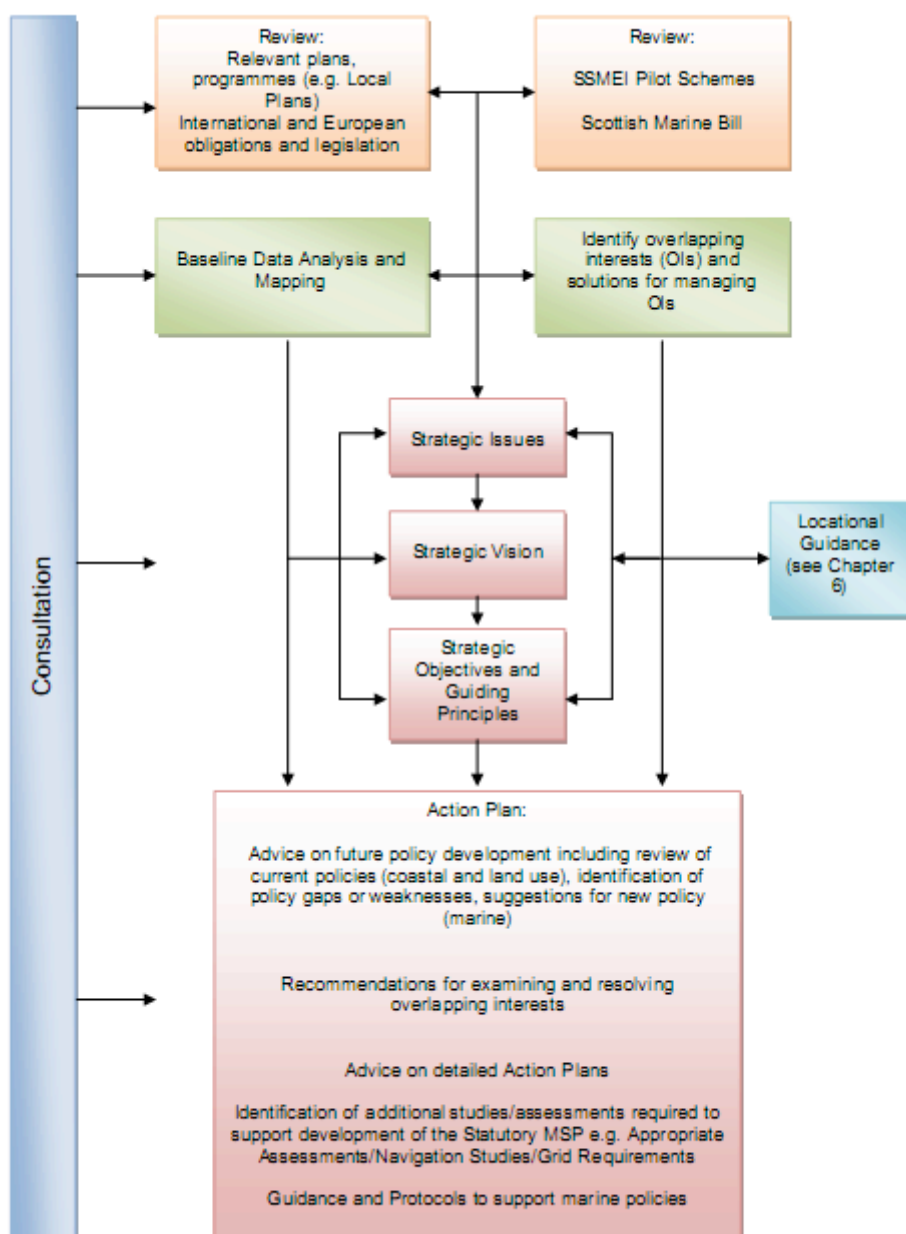 Consultation
Review:
Relevant plans,
programmes (e.g. Local
Plans)
International and European
obligations and legislation
Review:
SSMEI Pilot Schemes
Scottish Marine Bill
Baseline Data Analysis and
Mapping
Identify overlapping
interests (OIs) and
solutions for managing
OIs
Strategic Issues
Strategic Vision
Strategic
Objectives and
Guiding
Principles
Locational
Guidance
(see Chapter
6)
Action Plan:
Advice on future policy development including review of
current policies (coastal and land use), identification of
policy gaps or weaknesses, suggestions for new policy
(marine)
Recommendations for examining and resolving
overlapping interests
Advice on detailed Action Plans
Identification of additional studies/assessments required to
support development of the Statutory MSP e.g. Appropriate
Assessments/Navigation Studies/Grid Requirements
Guidance and Protocols to support marine policies